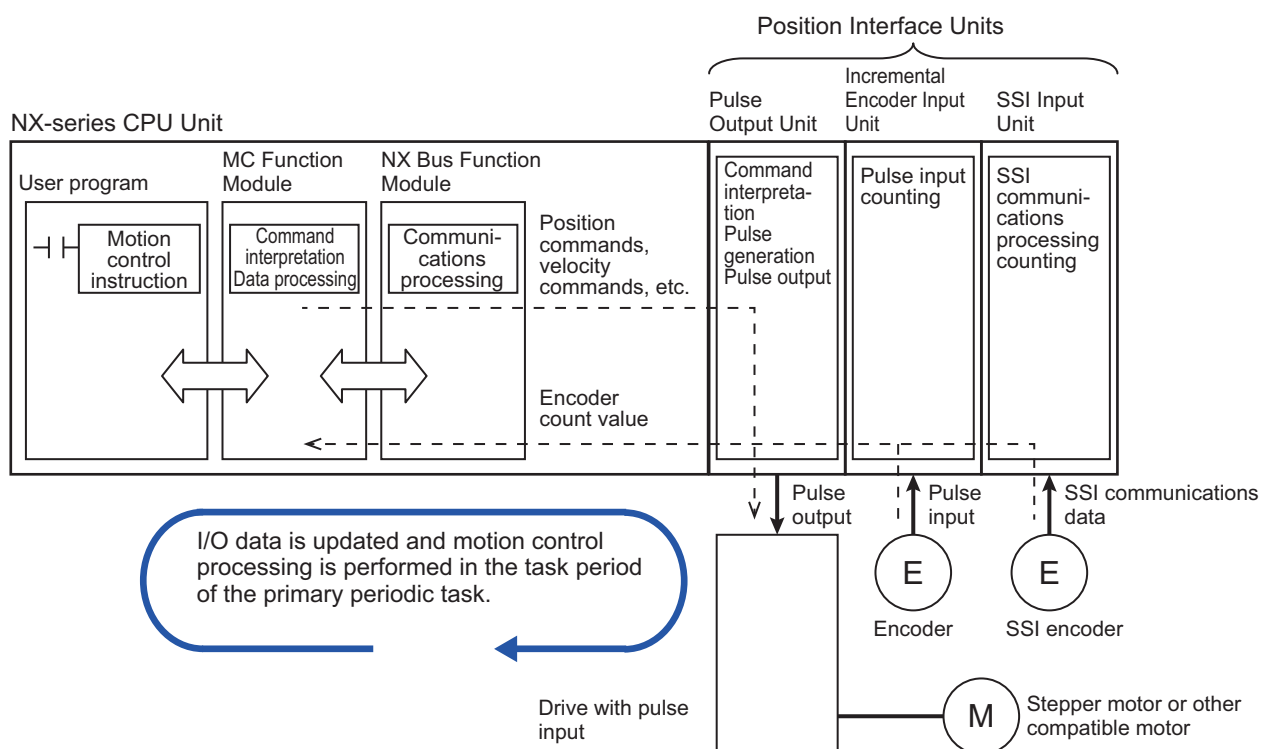 Position Interface Units
Pulse
Output Unit
Incremental
Encoder Input
Unit
SSI Input
Unit
NX-series CPU Unit
User program
MC Function
Module
NX Bus Function
Module
Motion
control
instruction
Command
interpretation
Data processing
Communi-
cations
processing
Position
commands,
velocity
commands, etc.
Encoder
count value
Command
interpreta-
tion
Pulse
generation
Pulse output
Pulse input
counting
SSI
communi-
cations
processing
counting
Pulse
output
Pulse
input
SSI communications
data
I/O data is updated and motion control
processing is performed in the task period
of the primary periodic task.
E
Encoder
E
SSI encoder
Drive with pulse
input
M
Stepper motor or other
compatible motor